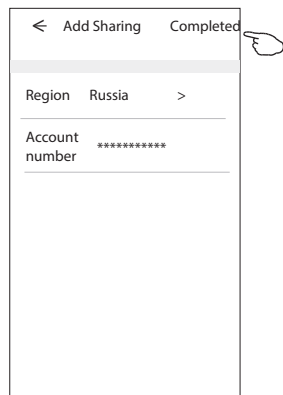 ← Add Sharing Completed
Region Russia >
Account
number ***********